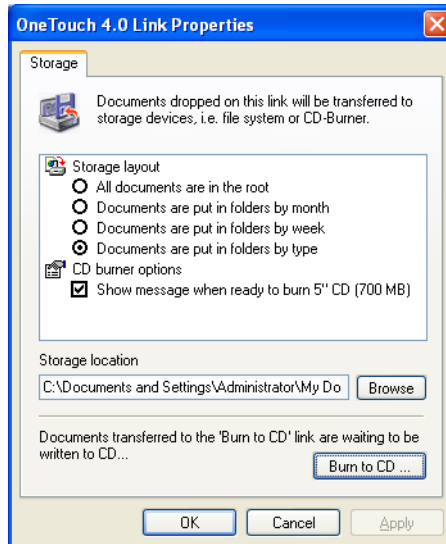 OneTouch 4.0 Link Properties
Storage
Documents dropped on this link will be transferred to
storage devices, i.e. file system or CD-Burner.
Storage layout
All documents are in the root
Documents are put in folders by month
Documents are put in folders by week
Documents are put in folders by type
CD burner options
Show message when ready to burn 5" CD (700 MB)
Storage location
C:\Documents and Settings\Administrator\My Do
Browse
Documents transferred to the 'Burn to CD' link are waiting to be
written to CD...
Burn to CD ...
OK
Cancel
Apply